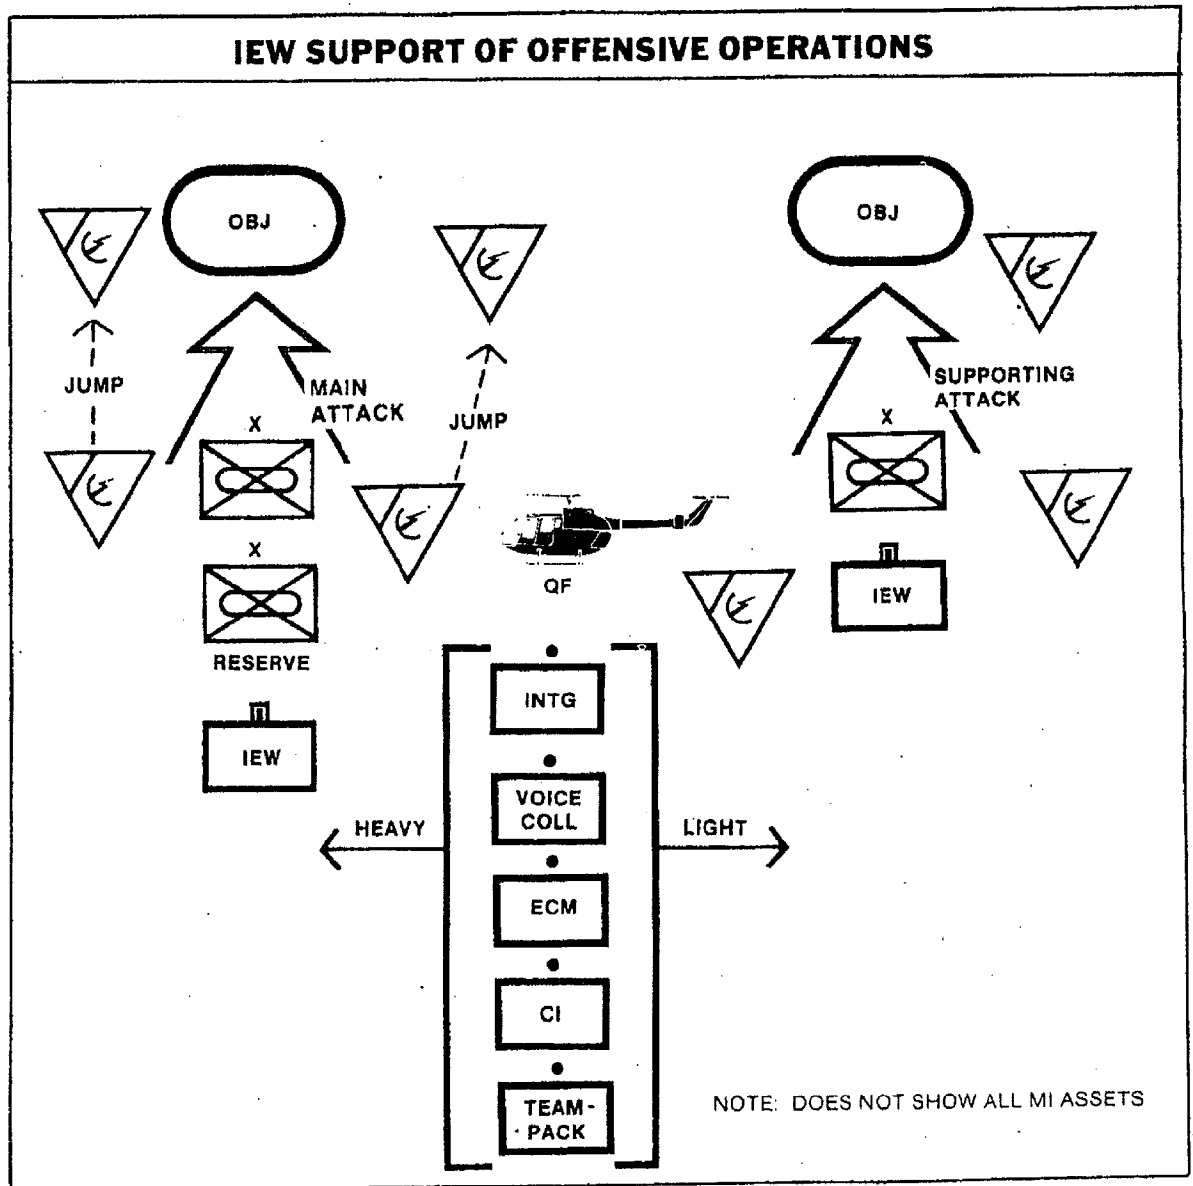 IEW SUPPORT OF OFFENSIVE OPERATIONS
OBJ
OBJ
JUMP
MAIN
ATTACK
JUMP
SUPPORTING
ATTACK
X
X
X
RESERVE
QF
IEW
IEW
INTG
VOICE
COLL
HEAVY
LIGHT
ECM
CI
TEAM-
PACK
NOTE: DOES NOT SHOW ALL MI ASSETS